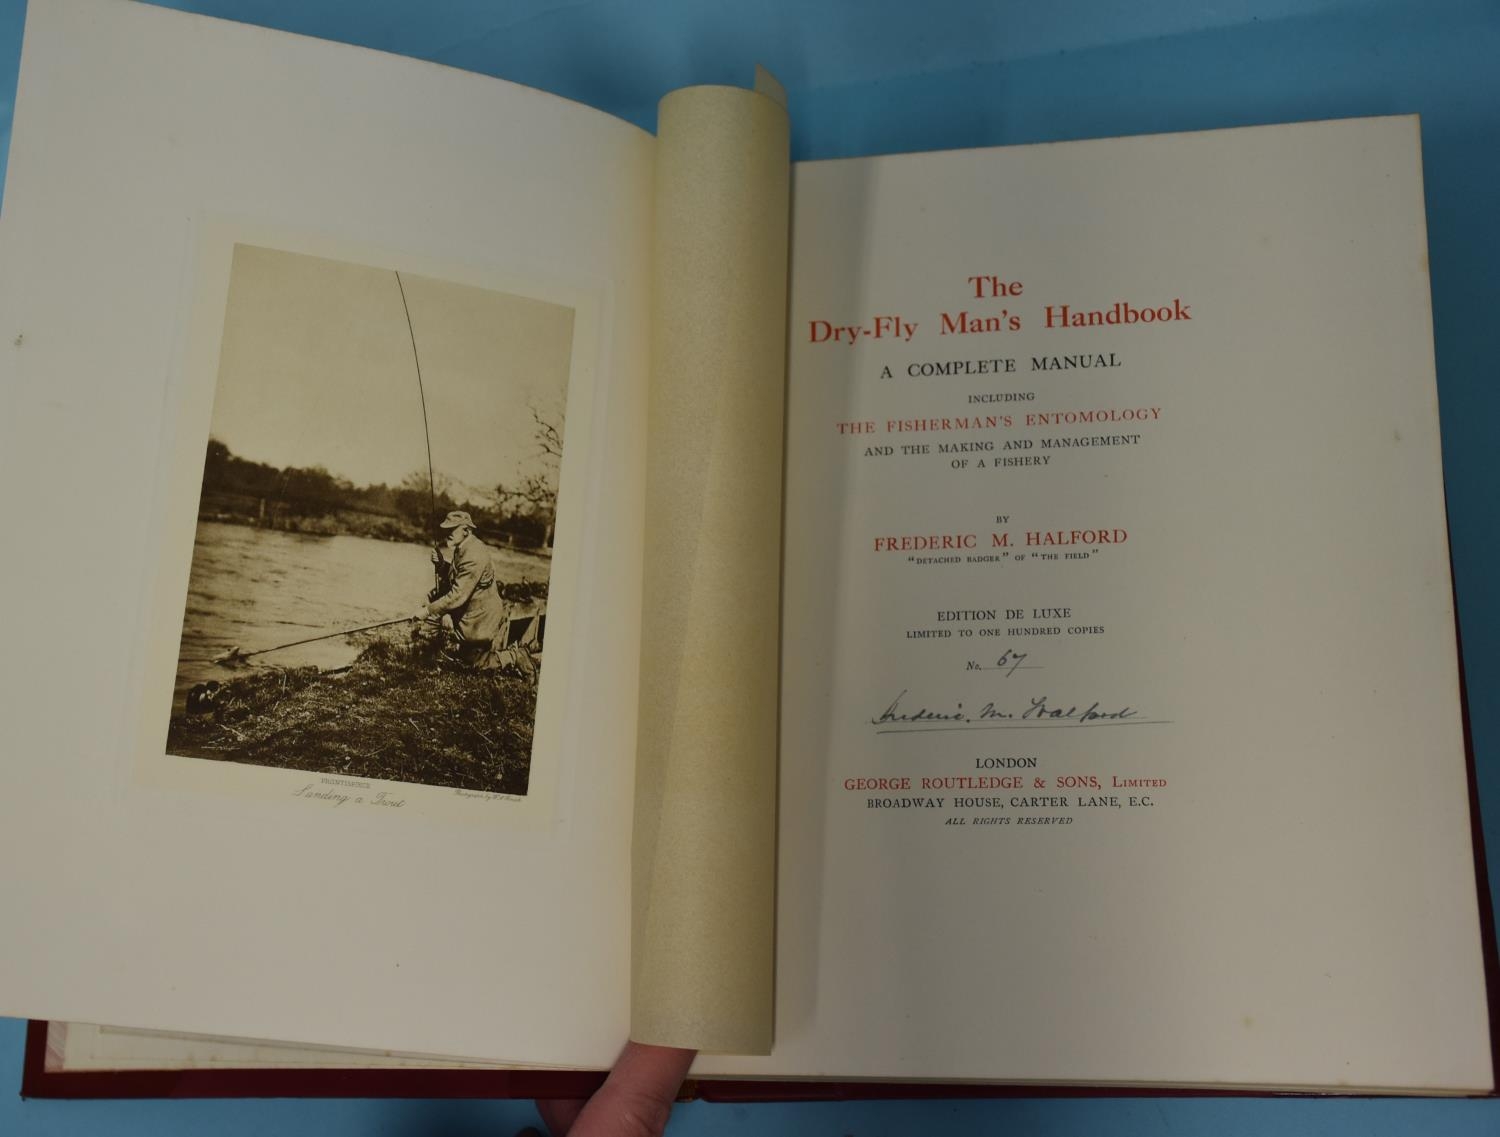 FRONTISPIECE
Landing a Trout
The
Dry-Fly Man's Handbook
A COMPLETE MANUAL
INCLUDING
THE FISHERMAN'S ENTOMOLOGY
AND THE MAKING AND MANAGEMENT
OF A FISHERY
BY
FREDERIC M. HALFORD
"DETACHED BADGER" OF "THE FIELD"
EDITION DE LUXE
LIMITED TO ONE HUNDRED COPIES
No. 67
Frederic. M. Halford
LONDON
GEORGE ROUTLEDGE & SONS, LIMITED
BROADWAY HOUSE, CARTER LANE, E.C.
ALL RIGHTS RESERVED